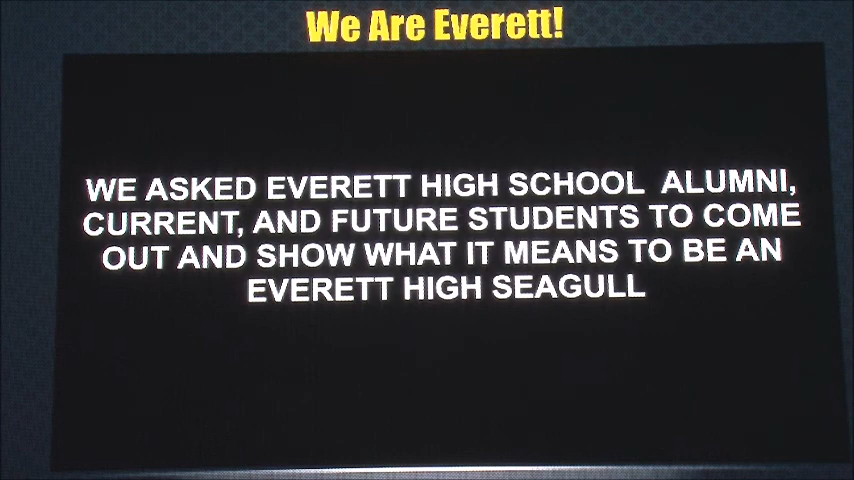 We Are Everett!
WE ASKED EVERETT HIGH SCHOOL ALUMNI,
CURRENT, AND FUTURE STUDENTS TO COME
OUT AND SHOW WHAT IT MEANS TO BE AN
EVERETT HIGH SEAGULL